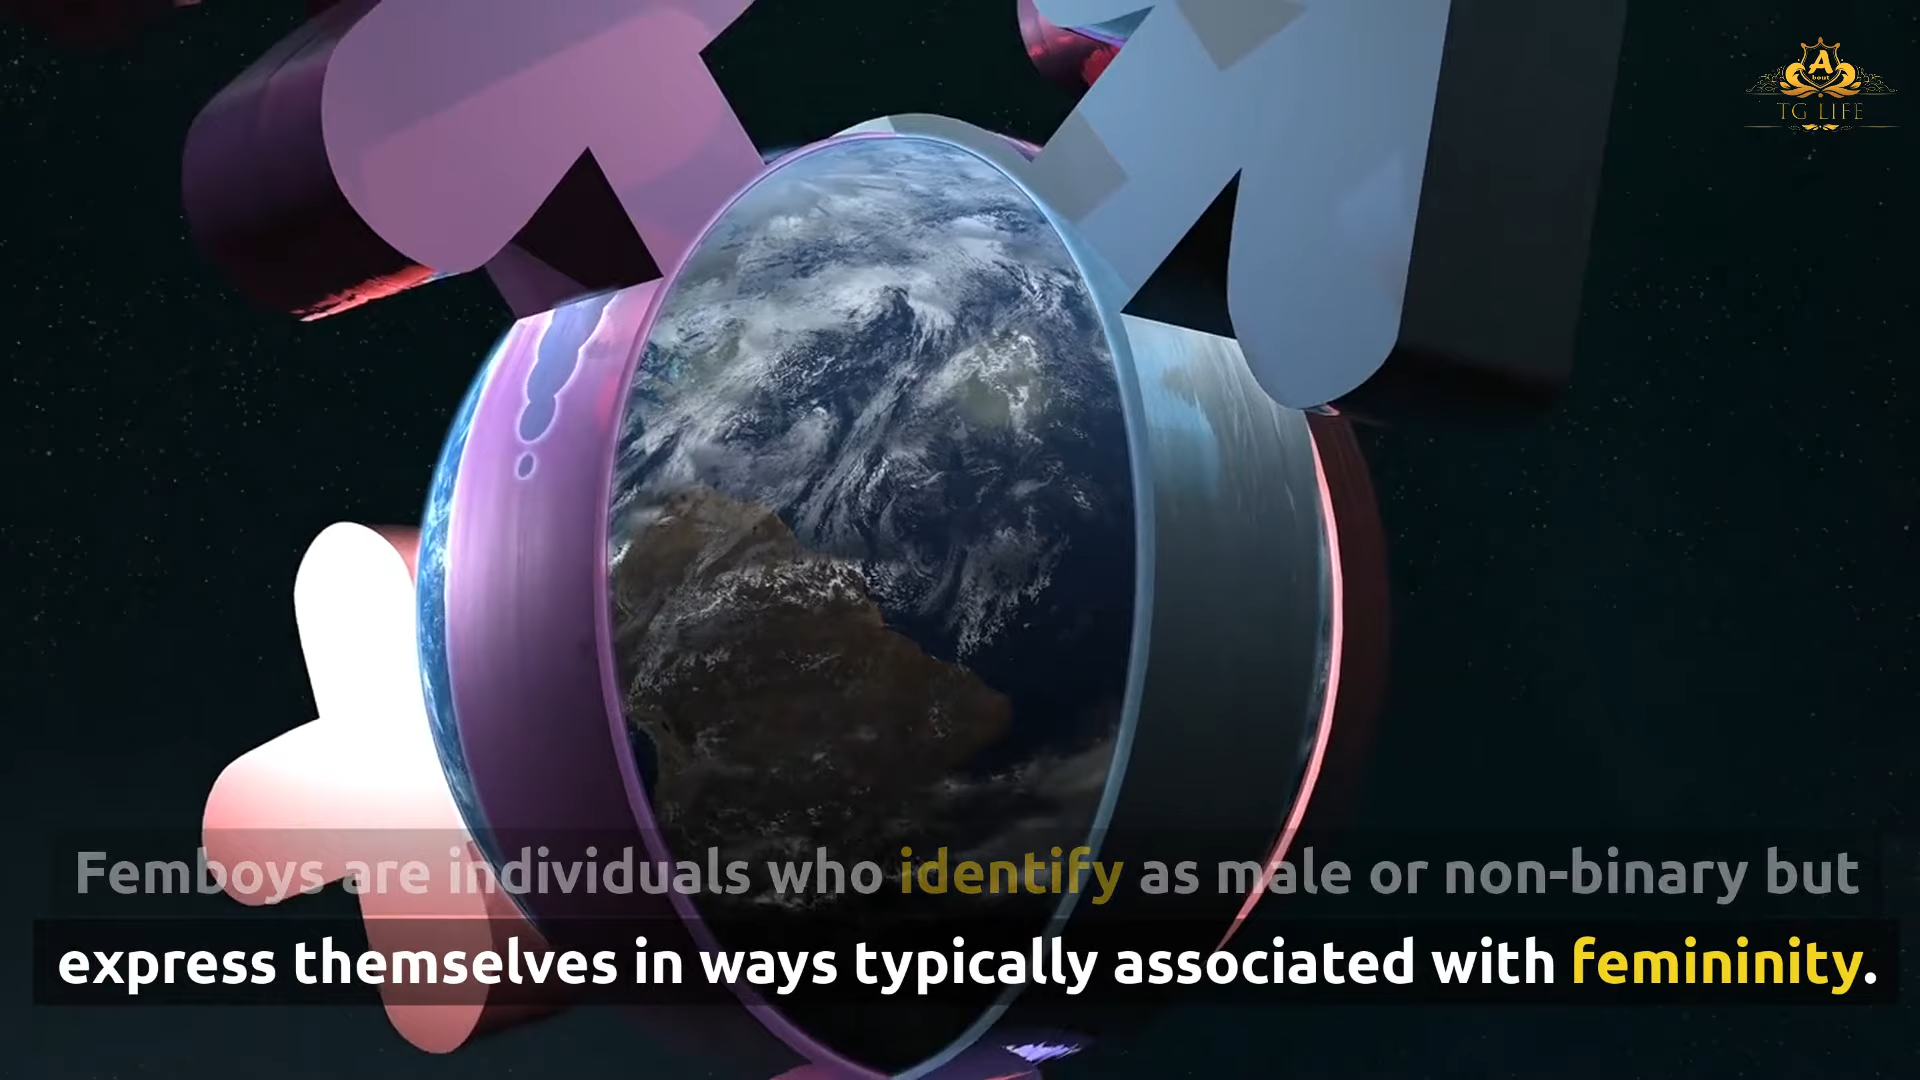 A
bout
TG LIFE
Femboys are individuals who identify as male or non-binary but
express themselves in ways typically associated with femininity.